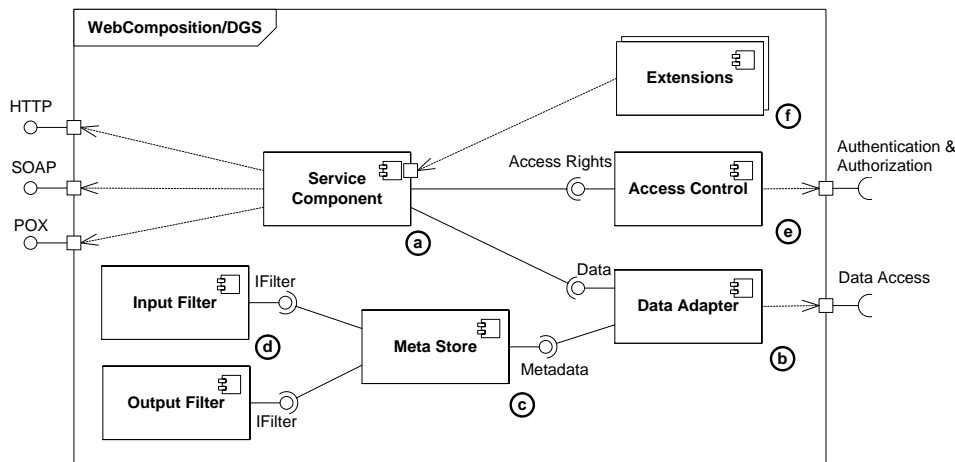 WebComposition/DGS
Extensions
f
HTTP
SOAP
POX
Service
Component
a
Access Rights
Access Control
e
Authentication &
Authorization
Data
Data Adapter
b
Data Access
Input Filter
IFilter
d
Meta Store
c
Metadata
Output Filter
IFilter